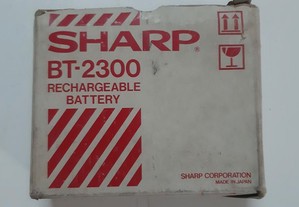 SHARP
BT-2300
RECHARGEABLE
BATTERY
SHARP CORPORATION
MADE IN JAPAN